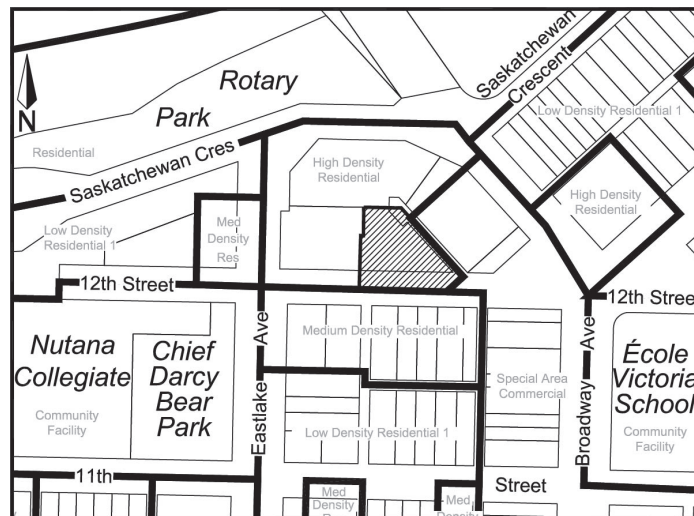 Saskatchewan
Crescent
Rotary
Park
N
Residential
Saskatchewan Cres
High Density
Residential
Low Density Residential 1
High Density
Residential
Low Density
Residential 1
Med
Density
Res
12th Street
12th Stree
Nutana
Collegiate
Community
Facility
Chief
Darcy
Bear
Park
Eastlake Ave
Medium Density Residential
Low Density Residential 1
Special Area
Commercial
Broadway Ave
École
Victoria
School
Community
Facility
11th
Street
Med
Density
Med